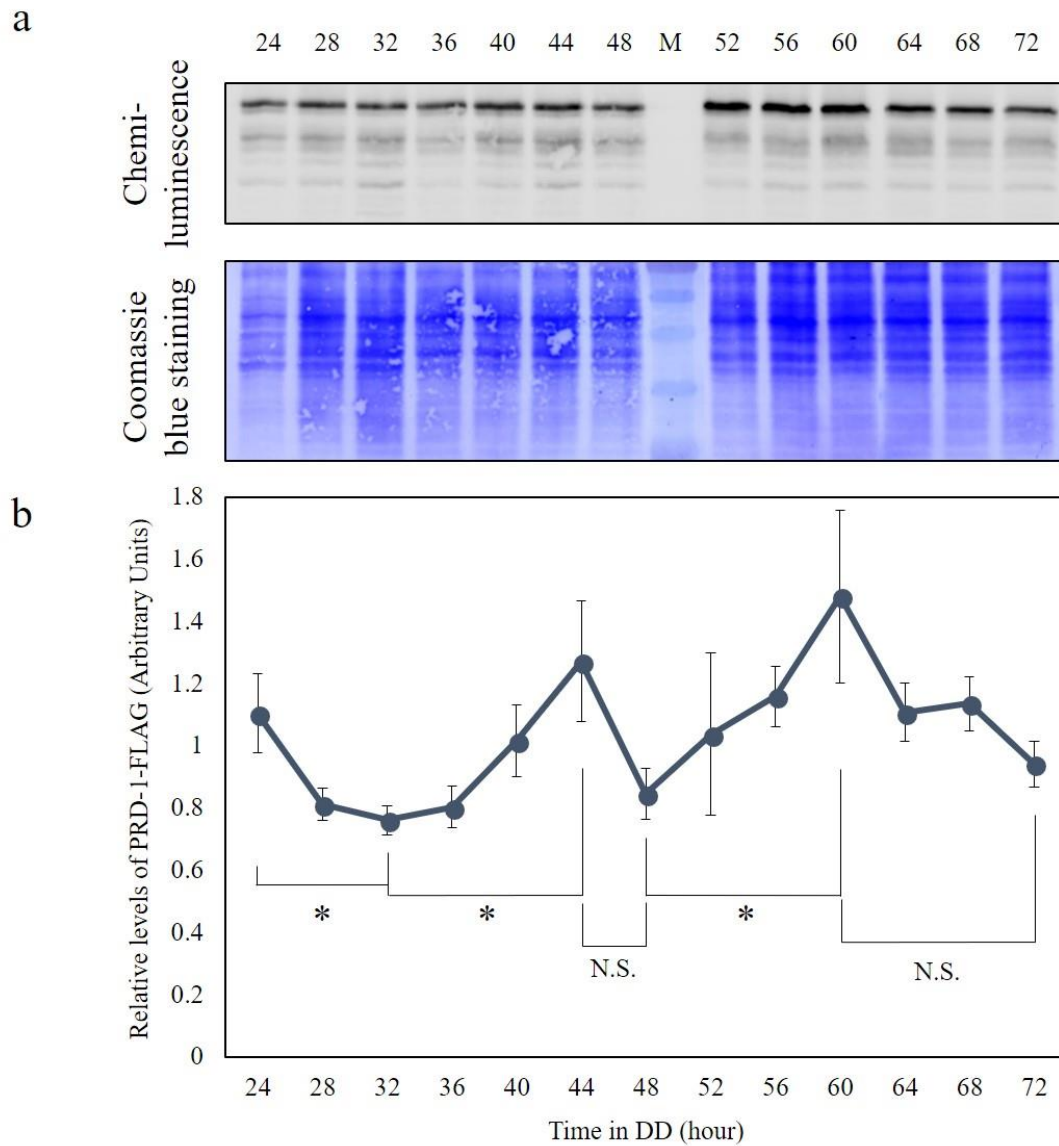 a
24 28 32 36 40 44 48 M 52 56 60 64 68 72
Chemi-
luminescence
Coomassie
blue staining
b
Relative levels of PRD-1-FLAG (Arbitrary Units)
1.8
1.6
1.4
1.2
1
0.8
0.6
0.4
0.2
0
* * *
N.S. N.S.
24 28 32 36 40 44 48 52 56 60 64 68 72
Time in DD (hour)